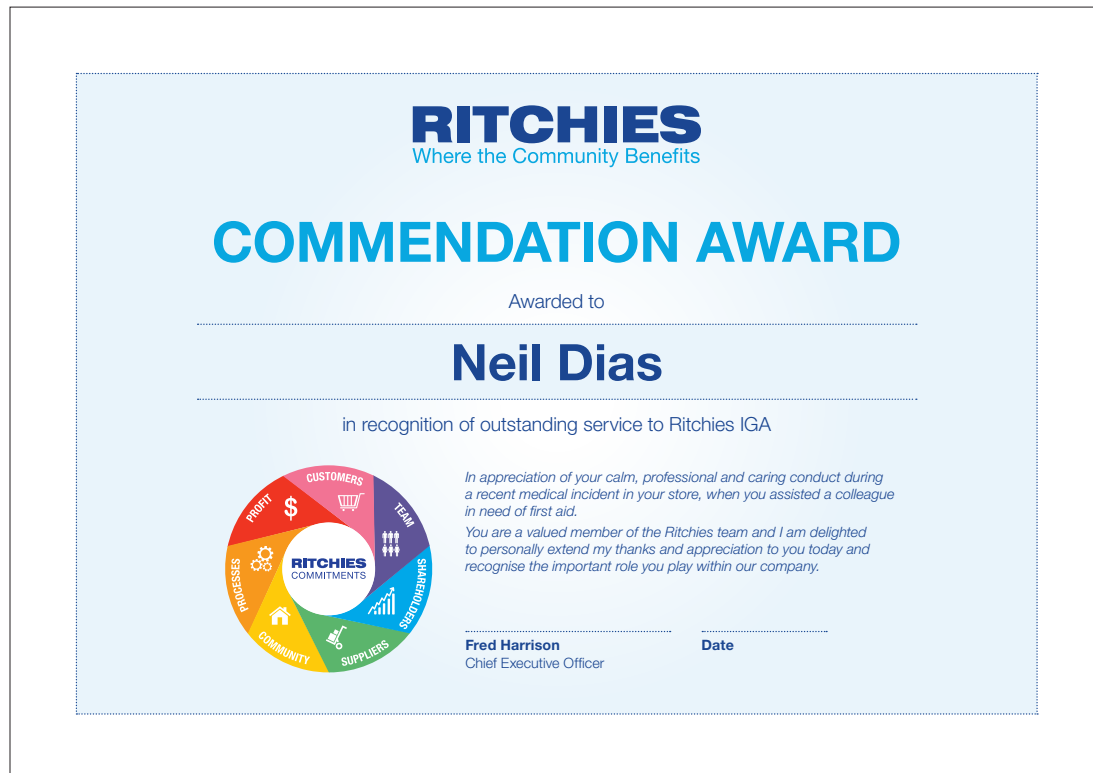 RITCHIES
Where the Community Benefits
COMMENDATION AWARD
Awarded to
Neil Dias
in recognition of outstanding service to Ritchies IGA
In appreciation of your calm, professional and caring conduct during
a recent medical incident in your store, when you assisted a colleague
in need of first aid.
You are a valued member of the Ritchies team and I am delighted
to personally extend my thanks and appreciation to you today and
recognise the important role you play within our company.
CUSTOMERS
TEAM
SHAREHOLDERS
SUPPLIERS
COMMUNITY
PROCESSES
PROFIT
$
RITCHIES
COMMITMENTS
Fred Harrison
Chief Executive Officer
Date